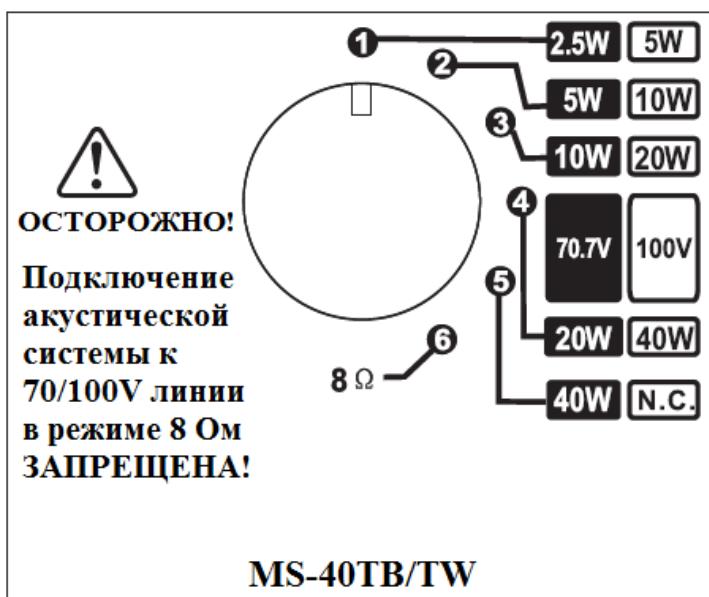 1 2.5W 5W
2 5W 10W
3 10W 20W
4 70.7V 100V
5
20W 40W
6
8 Ω
40W N.C.
ОСТОРОЖНО!
Подключение
акустической
системы к
70/100V линии
в режиме 8 Ом
ЗАПРЕЩЕНА!
MS-40TB/TW